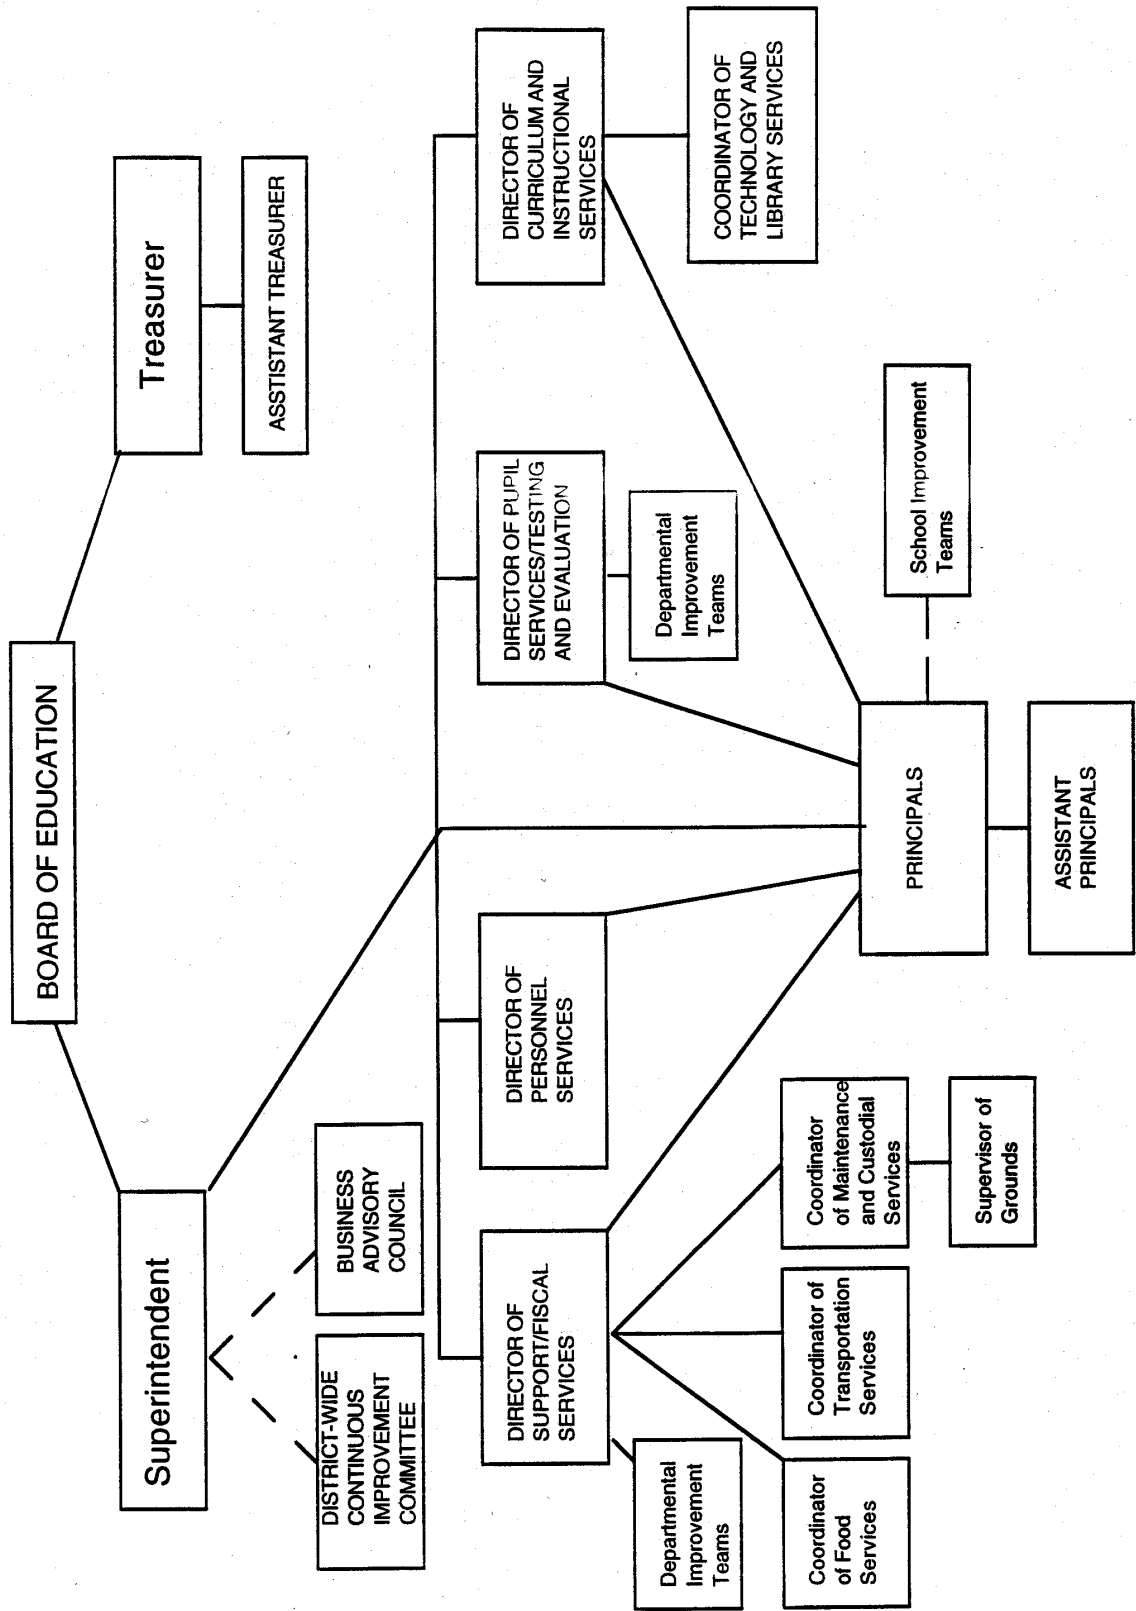 BOARD OF EDUCATION
Superintendent
Treasurer
ASSTISTANT TREASURER
DISTRICT-WIDE
CONTINUOUS
IMPROVEMENT
COMMITTEE
BUSINESS
ADVISORY
COUNCIL
DIRECTOR OF
SUPPORT/FISCAL
SERVICES
DIRECTOR OF
PERSONNEL
SERVICES
DIRECTOR OF PUPIL
SERVICES/TESTING
AND EVALUATION
DIRECTOR OF
CURRICULUM AND
INSTRUCTIONAL
SERVICES
Departmental
Improvement
Teams
Departmental
Improvement
Teams
COORDINATOR OF
TECHNOLOGY AND
LIBRARY SERVICES
Coordinator
of Food
Services
Coordinator of
Transportation
Services
Coordinator
of Maintenance
and Custodial
Services
Supervisor of
Grounds
PRINCIPALS
School Improvement
Teams
ASSISTANT
PRINCIPALS